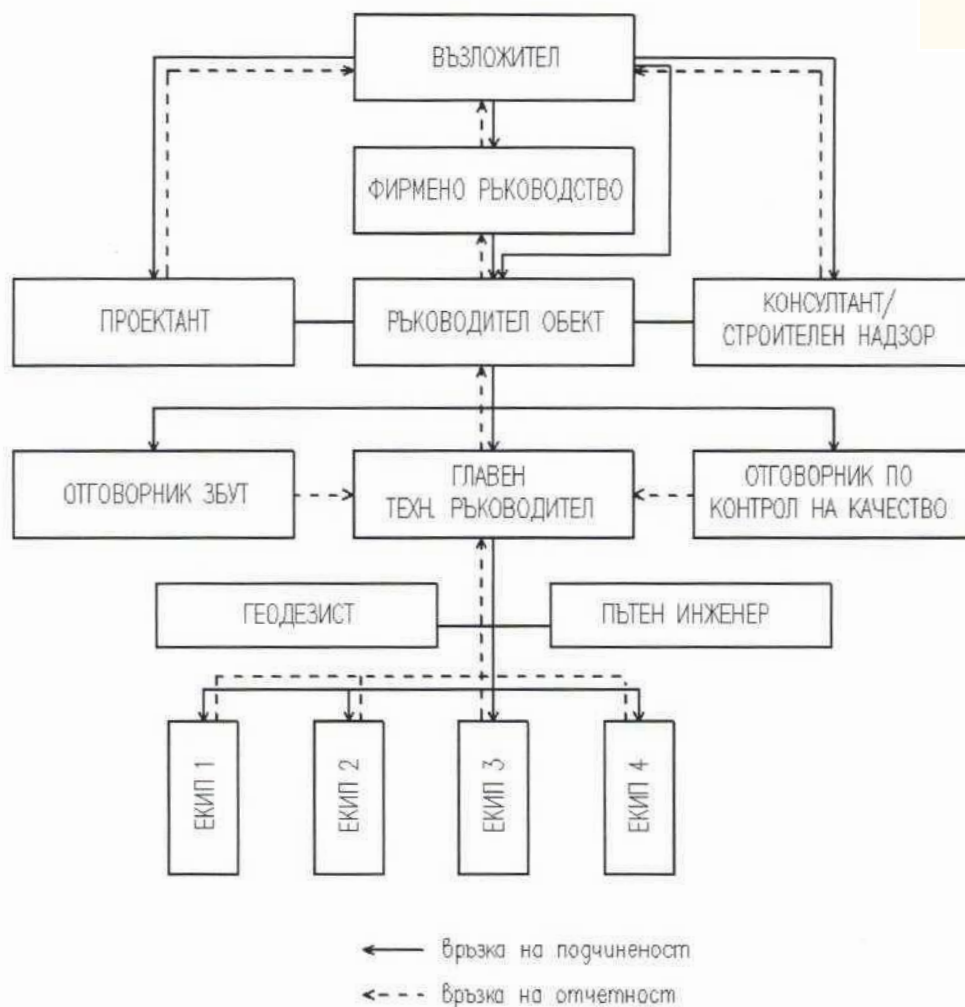 ВЪЗЛОЖИТЕЛ
ФИРМЕНО РЪКОВОДСТВО
ПРОЕКТАНТ
РЪКОВОДИТЕЛ ОБЕКТ
КОНСУЛТАНТ/
СТРОИТЕЛЕН НАДЗОР
ОТГОВОРНИК ЗБУТ
ГЛАВЕН
ТЕХН. РЪКОВОДИТЕЛ
ОТГОВОРНИК ПО
КОНТРОЛ НА КАЧЕСТВО
ГЕОДЕЗИСТ
ПЪТЕН ИНЖЕНЕР
ЕКИП 1
ЕКИП 2
ЕКИП 3
ЕКИП 4
връзка на подчиненост
връзка на отчетност